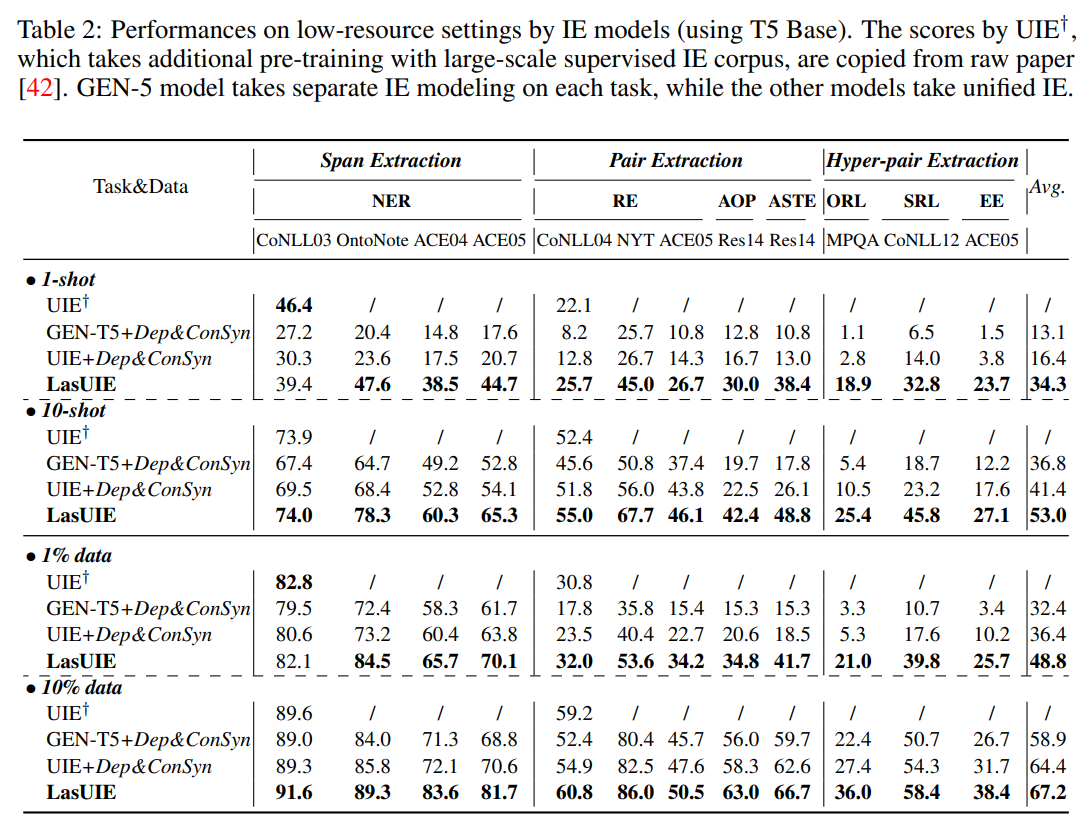 Table 2: Performances on low-resource settings by IE models (using T5 Base). The scores by UIE†,
which takes additional pre-training with large-scale supervised IE corpus, are copied from raw paper
[42]. GEN-5 model takes separate IE modeling on each task, while the other models take unified IE.
Task&Data Span Extraction Pair Extraction Hyper-pair Extraction Avg.
NER RE AOP ASTE ORL SRL EE
CoNLL03 OntoNote ACE04 ACE05 CoNLL04 NYT ACE05 Res14 Res14 MPQA CoNLL12 ACE05
• 1-shot
UIE† 46.4 / / / 22.1 / / / / / / / /
GEN-T5+Dep&ConSyn 27.2 20.4 14.8 17.6 8.2 25.7 10.8 12.8 10.8 1.1 6.5 1.5 13.1
UIE+Dep&ConSyn 30.3 23.6 17.5 20.7 12.8 26.7 14.3 16.7 13.0 2.8 14.0 3.8 16.4
LasUIE 39.4 47.6 38.5 44.7 25.7 45.0 26.7 30.0 38.4 18.9 32.8 23.7 34.3
• 10-shot
UIE† 73.9 / / / 52.4 / / / / / / / /
GEN-T5+Dep&ConSyn 67.4 64.7 49.2 52.8 45.6 50.8 37.4 19.7 17.8 5.4 18.7 12.2 36.8
UIE+Dep&ConSyn 69.5 68.4 52.8 54.1 51.8 56.0 43.8 22.5 26.1 10.5 23.2 17.6 41.4
LasUIE 74.0 78.3 60.3 65.3 55.0 67.7 46.1 42.4 48.8 25.4 45.8 27.1 53.0
• 1% data
UIE† 82.8 / / / 30.8 / / / / / / / /
GEN-T5+Dep&ConSyn 79.5 72.4 58.3 61.7 17.8 35.8 15.4 15.3 15.3 3.3 10.7 3.4 32.4
UIE+Dep&ConSyn 80.6 73.2 60.4 63.8 23.5 40.4 22.7 20.6 18.5 5.3 17.6 10.2 36.4
LasUIE 82.1 84.5 65.7 70.1 32.0 53.6 34.2 34.8 41.7 21.0 39.8 25.7 48.8
• 10% data
UIE† 89.6 / / / 59.2 / / / / / / / /
GEN-T5+Dep&ConSyn 89.0 84.0 71.3 68.8 52.4 80.4 45.7 56.0 59.7 22.4 50.7 26.7 58.9
UIE+Dep&ConSyn 89.3 85.8 72.1 70.6 54.9 82.5 47.6 58.3 62.6 27.4 54.3 31.7 64.4
LasUIE 91.6 89.3 83.6 81.7 60.8 86.0 50.5 63.0 66.7 36.0 58.4 38.4 67.2